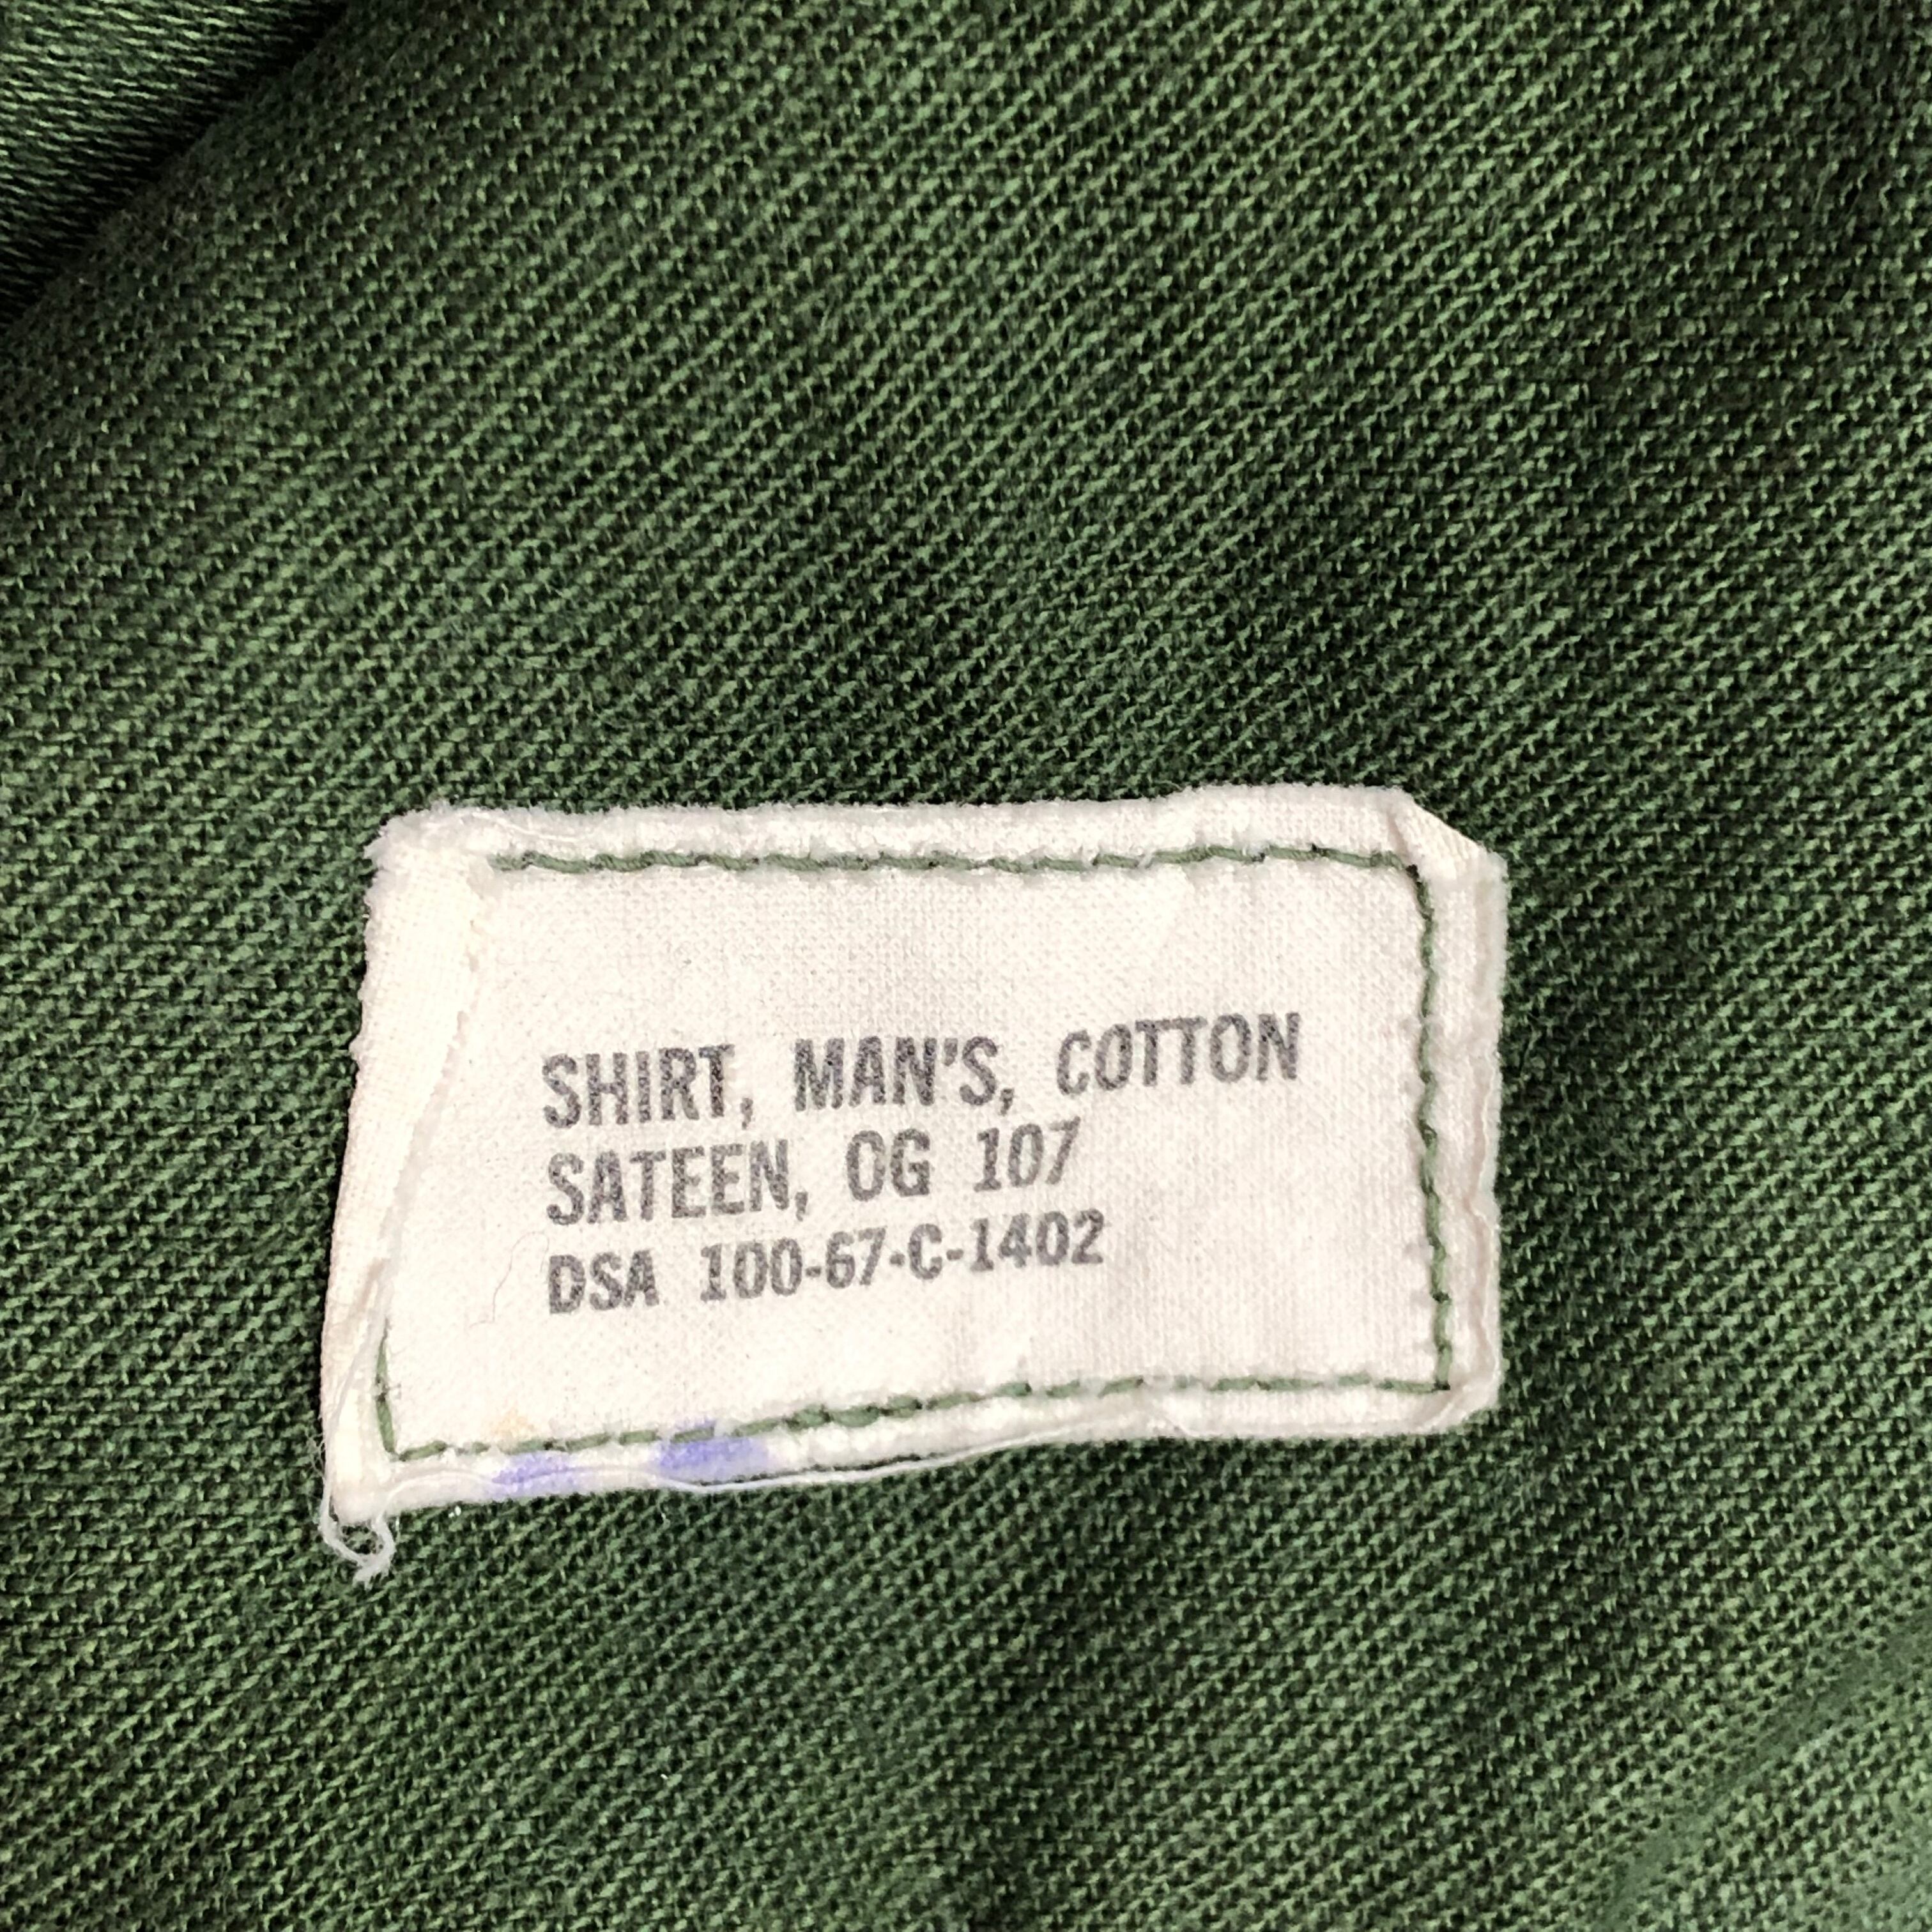 SHIRT, MAN'S, COTTON
SATEEN, OG 107
DSA 100-67-C-1402